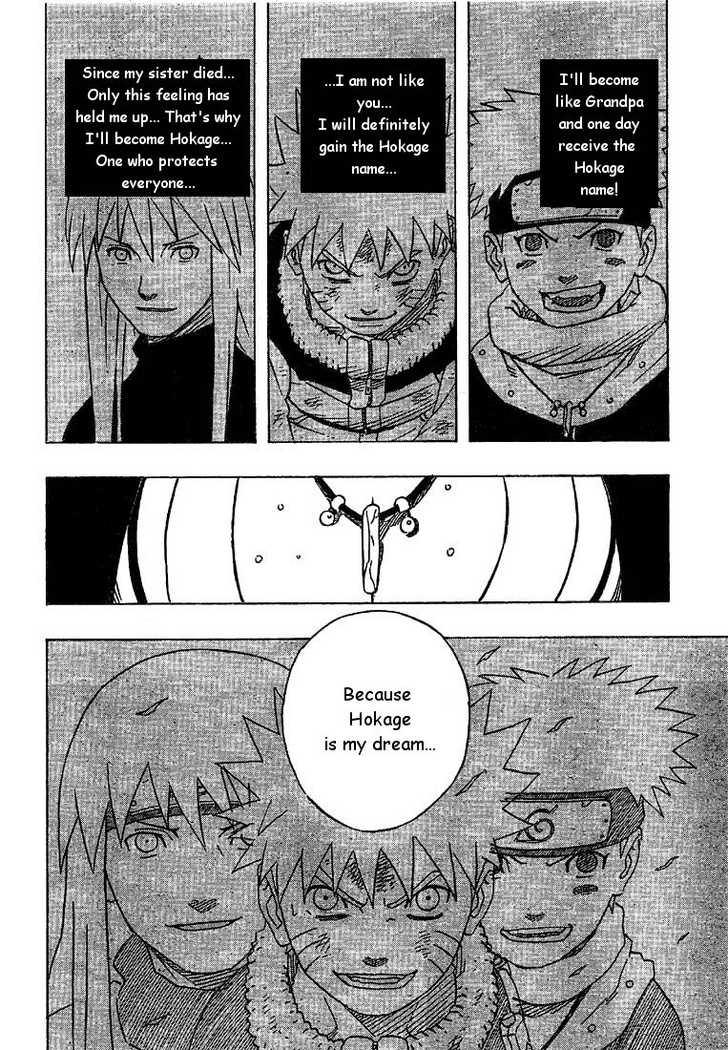 I'll become
like Grandpa
and one day
receive the
Hokage
name!
...I am not like
you...
I will definitely
gain the Hokage
name...
Since my sister died...
Only this feeling has
held me up... That's why
I'll become Hokage...
One who protects
everyone...
Because
Hokage
is my dream...